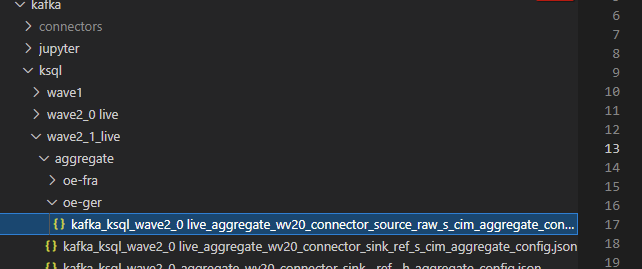 kafka
connectors
jupyter
ksql
wave1
wave2_0 live
wave2_1_live
aggregate
oe-fra
oe-ger
{} kafka_ksql_wave2_0 live_aggregate_wv20_connector_source_raw_s_cim_aggregate_con...
{} kafka_ksql_wave2_0 live_aggregate_wv20_connector_sink_ref_s_cim_aggregate_config.json
6
7
8
9
10
11
12
13
14
15
16
17
18
19